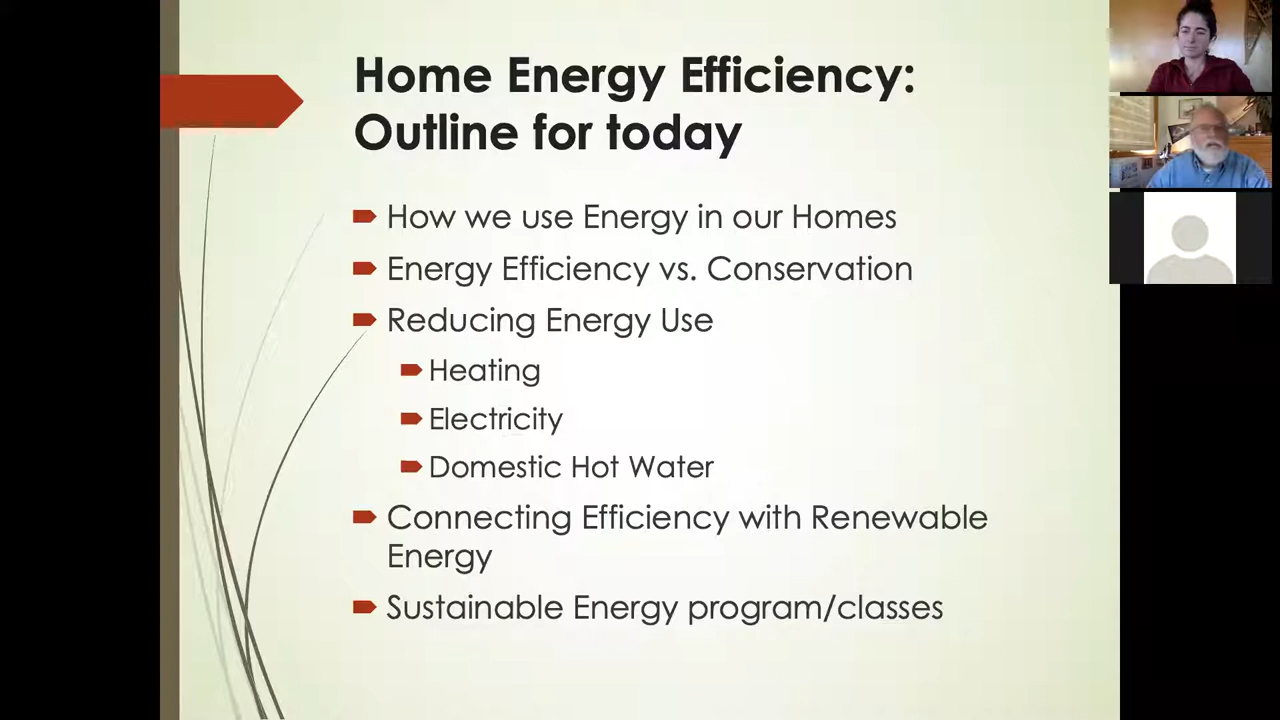 Home Energy Efficiency:
Outline for today
How we use Energy in our Homes
Energy Efficiency vs. Conservation
Reducing Energy Use
Heating
Electricity
Domestic Hot Water
Connecting Efficiency with Renewable
Energy
Sustainable Energy program/classes